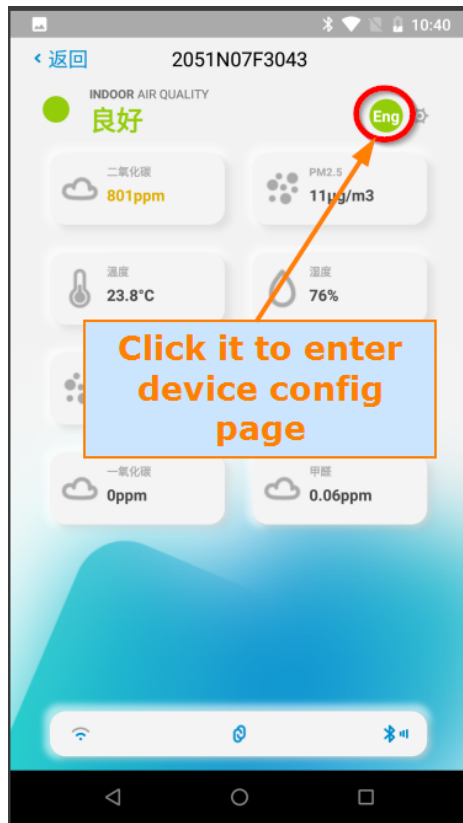 10:40
返回
2051N07F3043
INDOOR AIR QUALITY
良好
Eng
二氧化碳
801ppm
PM2.5
11µg/m3
溫度
23.8°C
濕度
76%
Click it to enter
device config
page
一氧化碳
0ppm
甲醛
0.06ppm